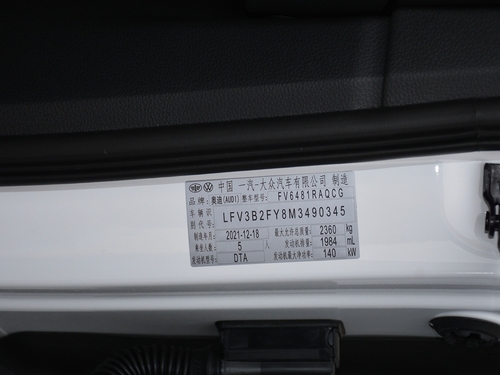 中国 一汽-大众汽车有限公司 制造
品牌: 奥迪(AUDI) 整车型号: FV6481RAQCG
车辆识别代号: LFV3B2FY8M3490345
制造年月: 2021-12-18 最大允许总质量: 2360 kg
乘坐人数: 5 人 发动机排量: 1984 mL
发动机型号: DTA 发动机最大净功率: 140 kW